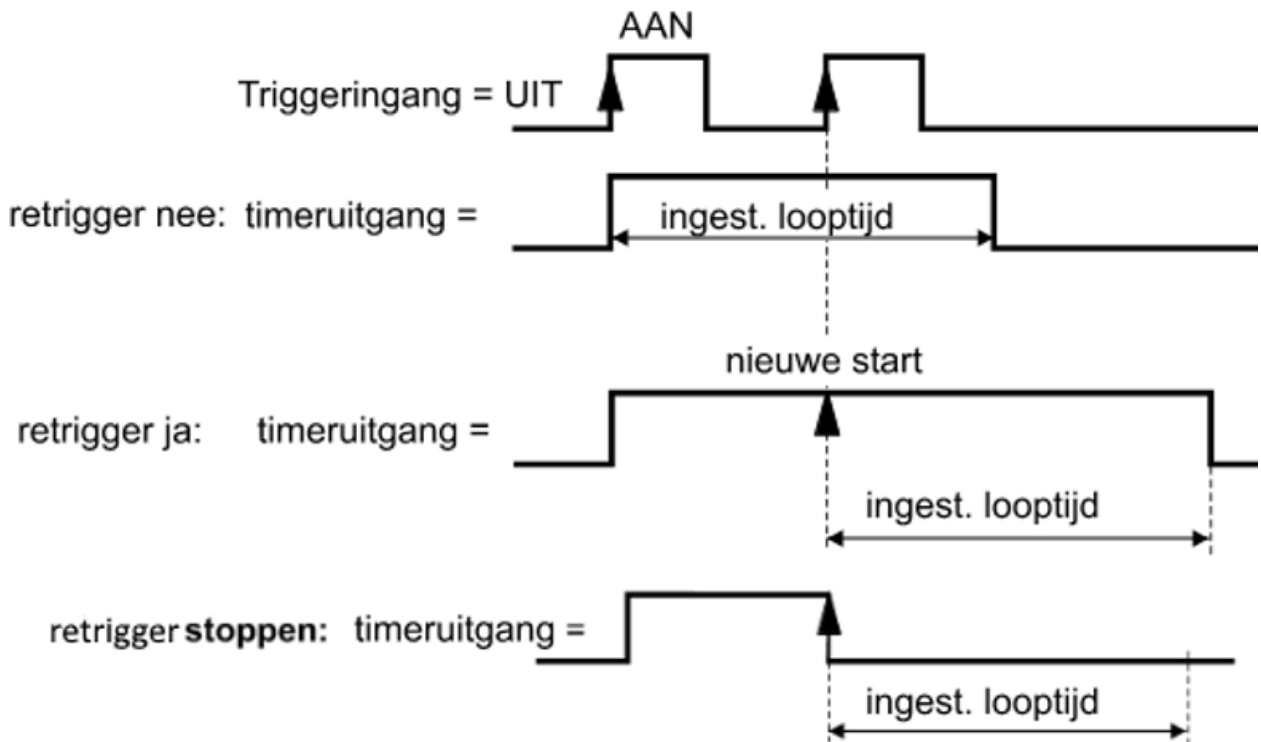 AAN
Triggeringang = UIT
retrigger nee: timeruitgang =
ingest. looptijd
nieuwe start
retrigger ja: timeruitgang =
ingest. looptijd
retrigger stoppen: timeruitgang =
ingest. looptijd